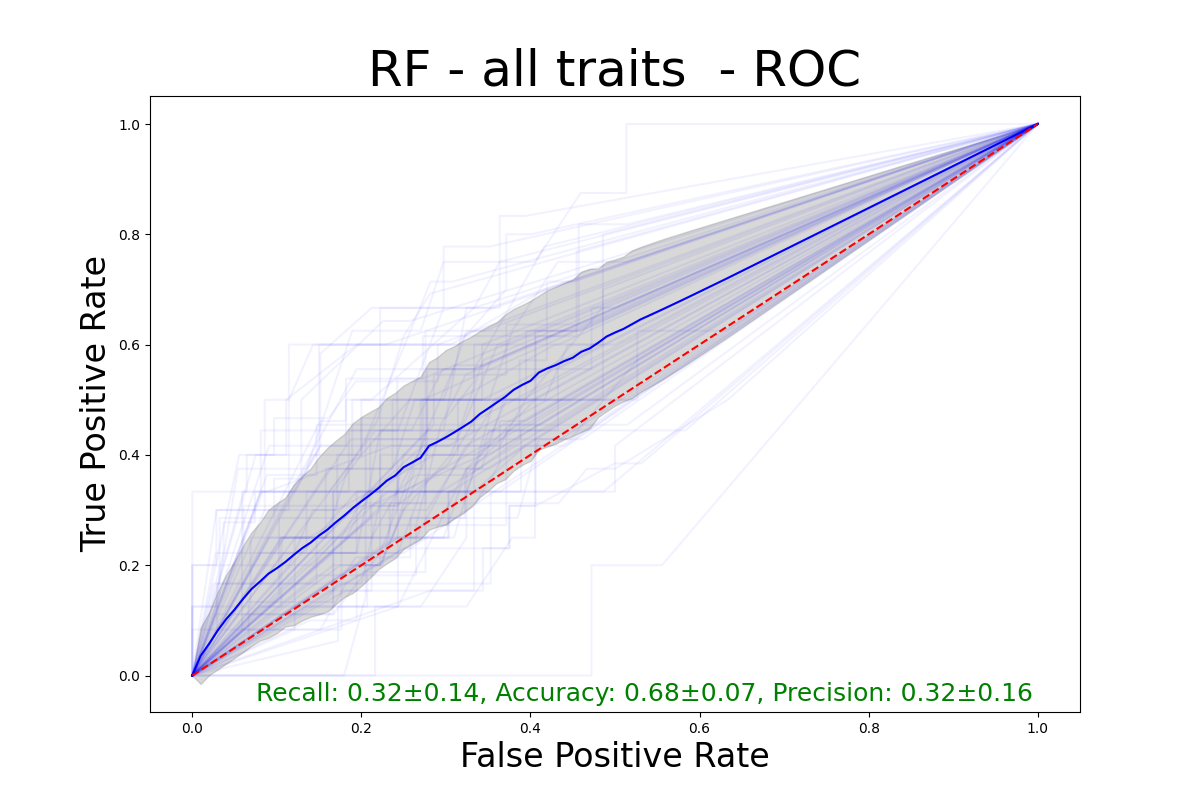 RF - all traits  - ROC
True Positive Rate
1.0
0.8
0.6
0.4
0.2
0.0
Recall: 0.32±0.14, Accuracy: 0.68±0.07, Precision: 0.32±0.16
0.0 0.2 0.4 0.6 0.8 1.0
False Positive Rate